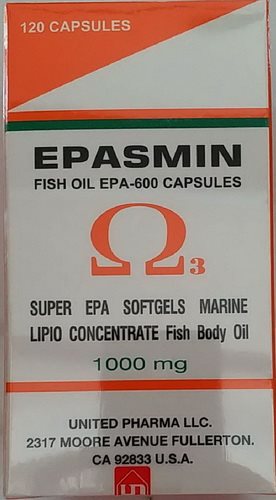 120 CAPSULES
EPASMIN
FISH OIL EPA-600 CAPSULES
Ω3
SUPER EPA SOFTGELS MARINE
LIPIO CONCENTRATE Fish Body Oil
1000 mg
UNITED PHARMA LLC.
2317 MOORE AVENUE FULLERTON.
CA 92833 U.S.A.